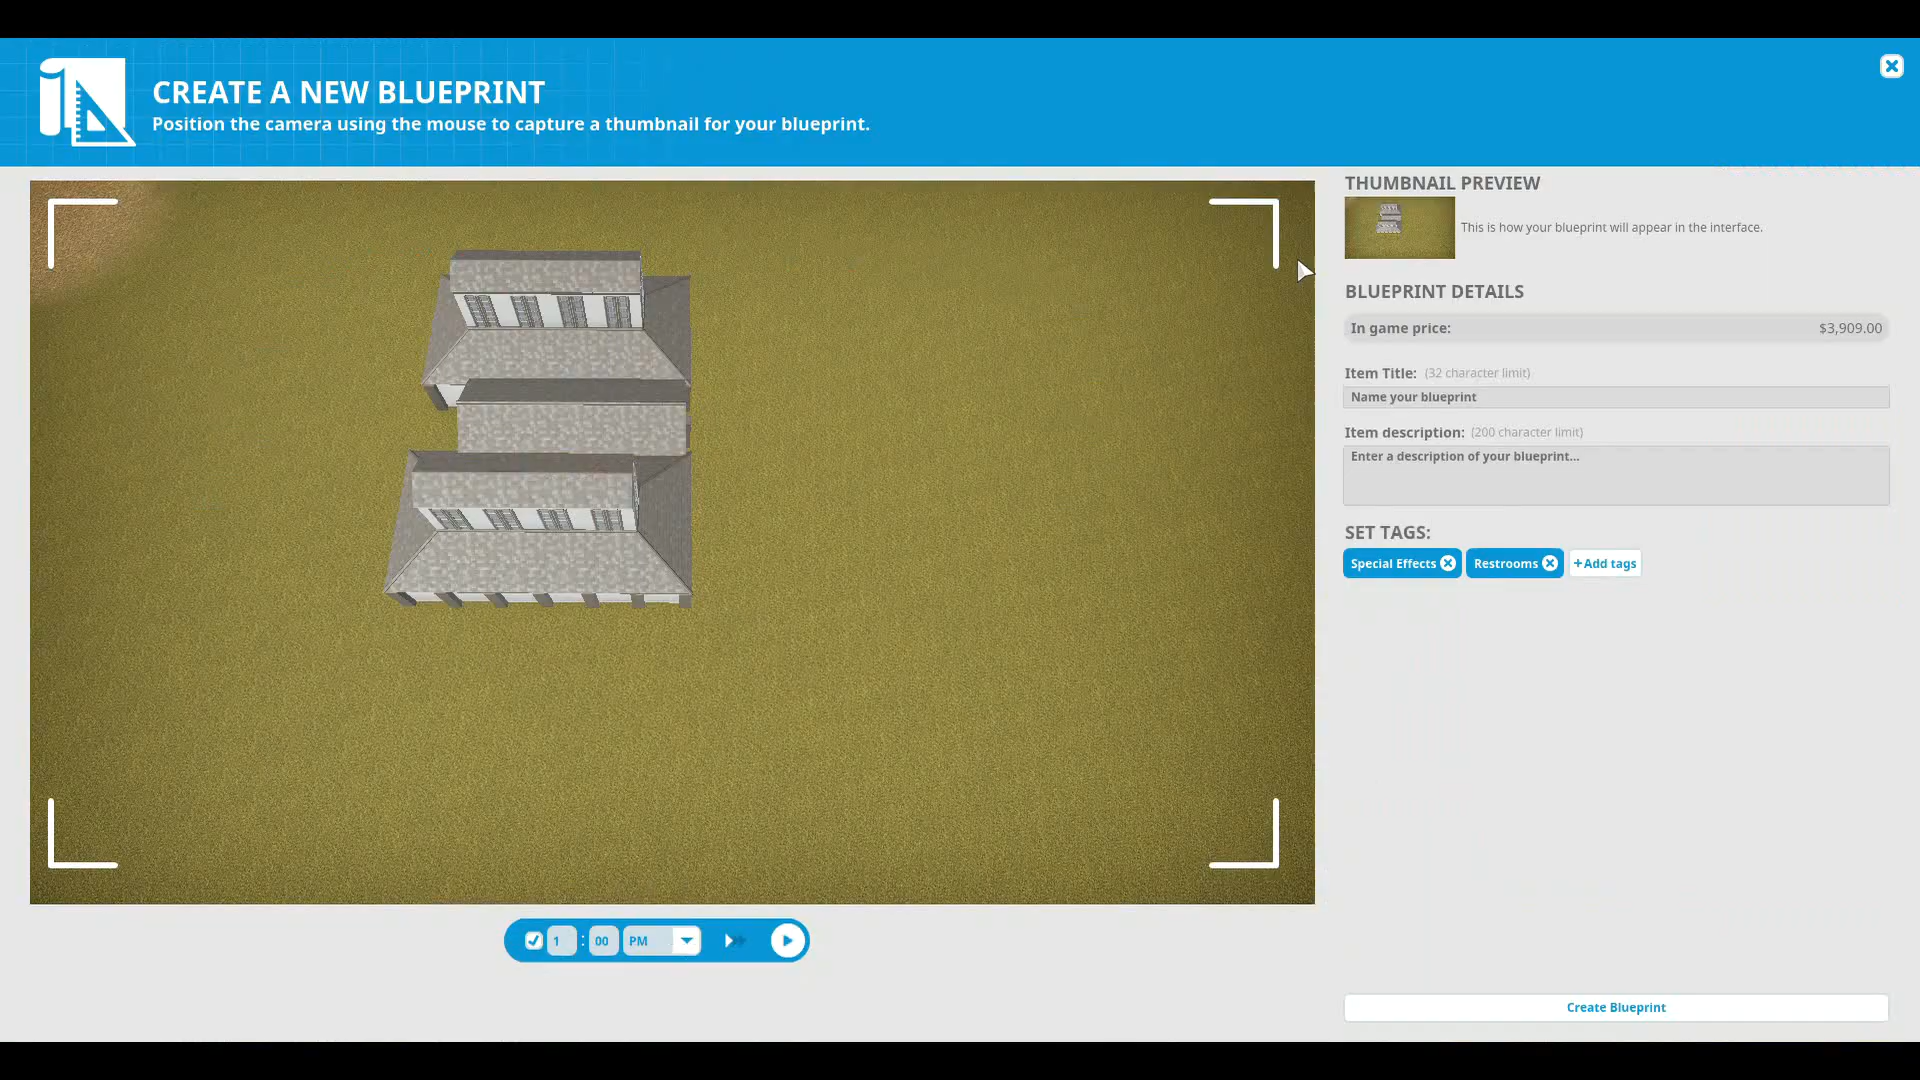 CREATE A NEW BLUEPRINT
Position the camera using the mouse to capture a thumbnail for your blueprint.
THUMBNAIL PREVIEW
This is how your blueprint will appear in the interface.
BLUEPRINT DETAILS
In game price: $3,909.00
Item Title: (32 character limit)
Name your blueprint
Item description: (200 character limit)
Enter a description of your blueprint...
SET TAGS:
Special Effects Restrooms +Add tags
1 : 00 PM
Create Blueprint